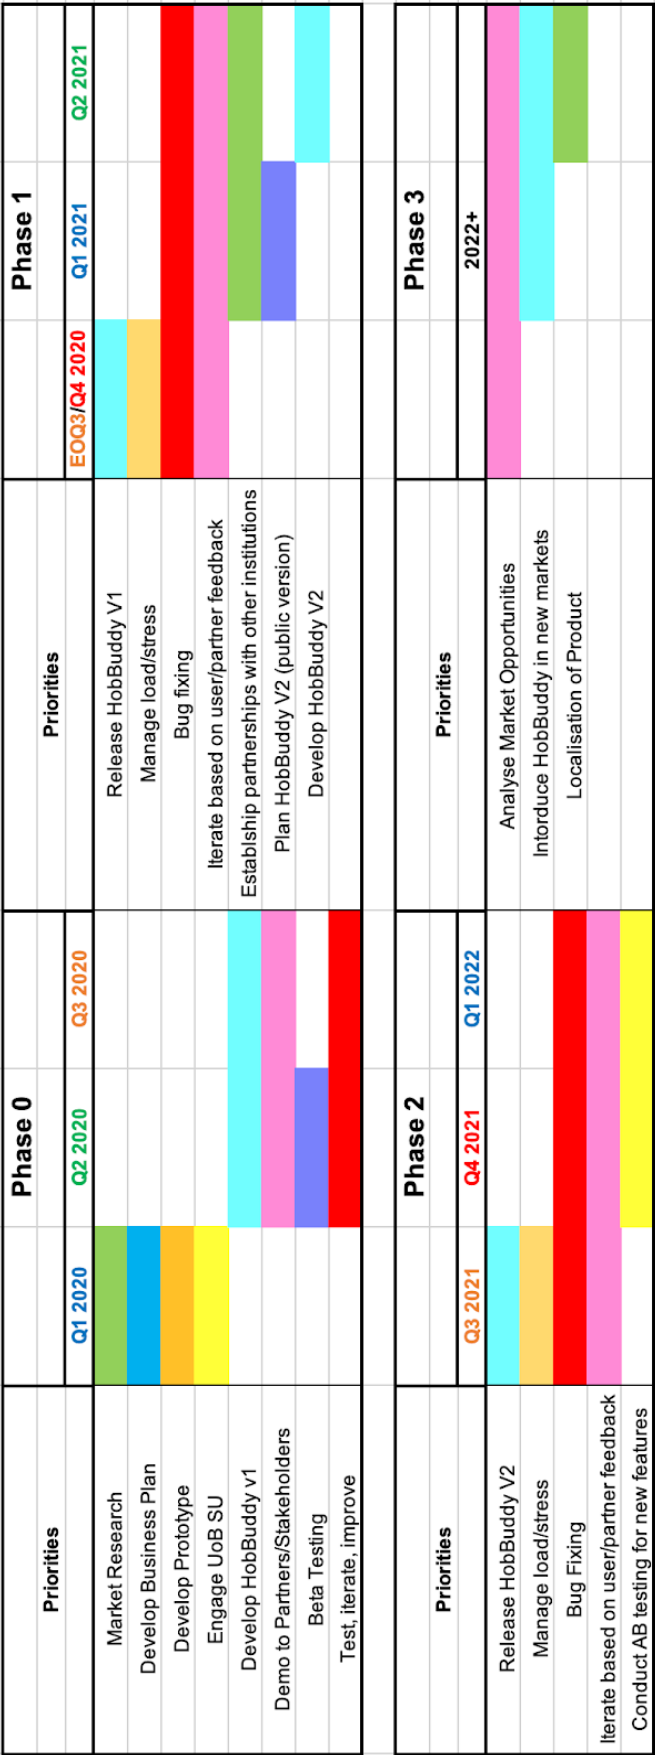 Priorities
Phase 0
Q1 2020
Q2 2020
Q3 2020
Market Research
Develop Business Plan
Develop Prototype
Engage UoB SU
Develop HobBuddy v1
Demo to Partners/Stakeholders
Beta Testing
Test, iterate, improve
Priorities
Phase 1
EOQ3/Q4 2020
Q1 2021
Q2 2021
Release HobBuddy V1
Manage load/stress
Bug fixing
Iterate based on user/partner feedback
Establship partnerships with other institutions
Plan HobBuddy V2 (public version)
Develop HobBuddy V2
Priorities
Phase 2
Q3 2021
Q4 2021
Q1 2022
Release HobBuddy V2
Manage load/stress
Bug Fixing
Iterate based on user/partner feedback
Conduct AB testing for new features
Priorities
Phase 3
2022+
Analyse Market Opportunities
Intorduce HobBuddy in new markets
Localisation of Product